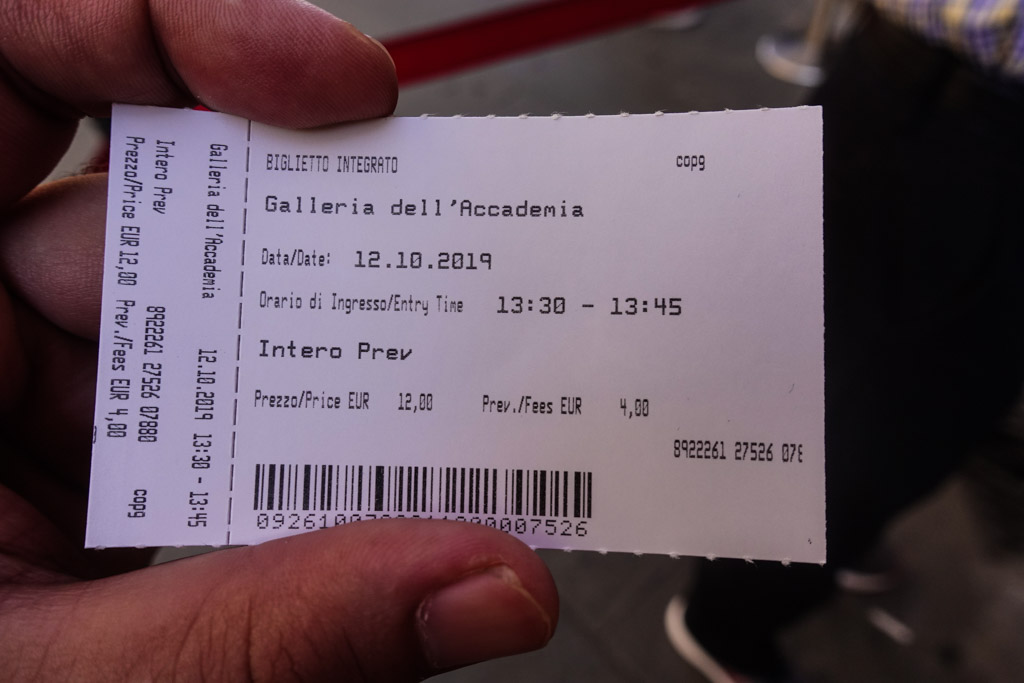 Galleria dell'Accademia 12.10.2019 13:30 - 13:45
Intero Prev 8922261 27526 07880 copg
Prezzo/Price EUR 12,00 Prev./Fees EUR 4,00
BIGLIETTO INTEGRATO copg
Galleria dell'Accademia
Data/Date: 12.10.2019
Orario di Ingresso/Entry Time 13:30 - 13:45
Intero Prev
Prezzo/Price EUR 12,00 Prev./Fees EUR 4,00
8922261 27526